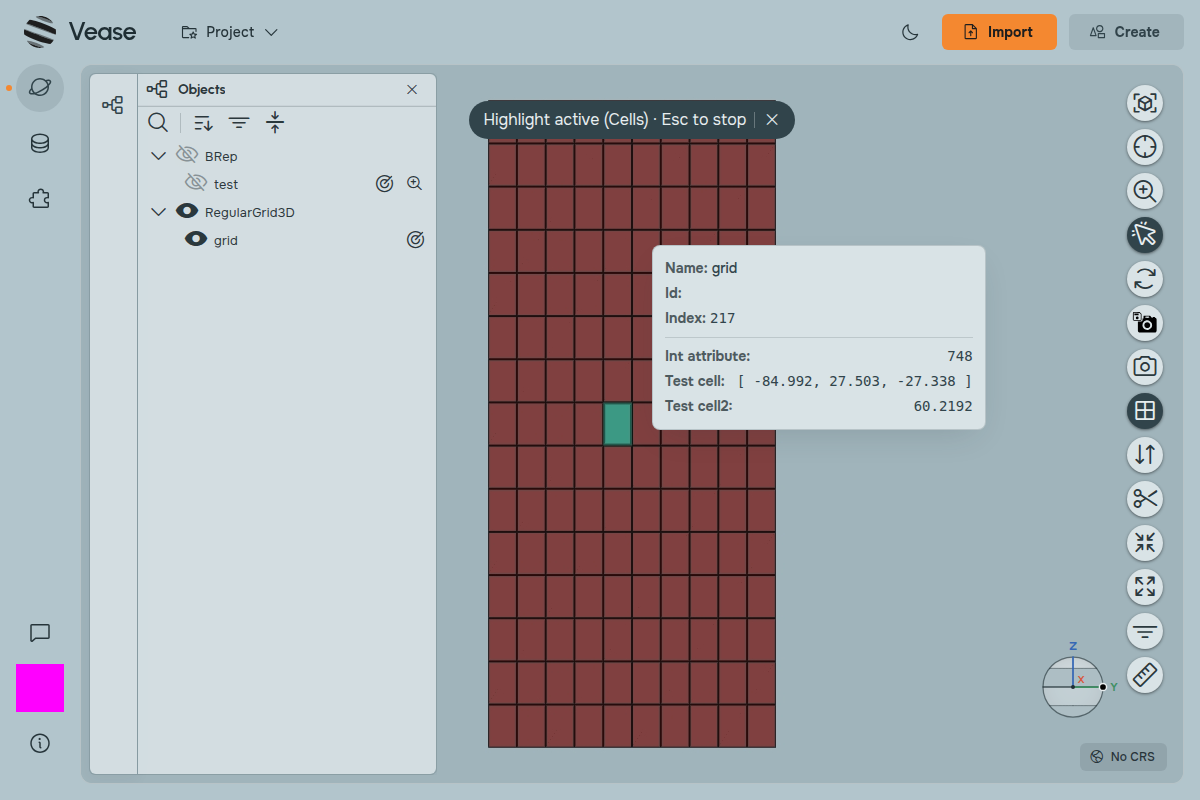 Vease
Project
Import
Create
Objects
BRep
test
RegularGrid3D
grid
Highlight active (Cells) · Esc to stop
Name: grid
Id:
Index: 217
Int attribute: 748
Test cell: [ -84.992, 27.503, -27.338 ]
Test cell2: 60.2192
Z
X
Y
No CRS